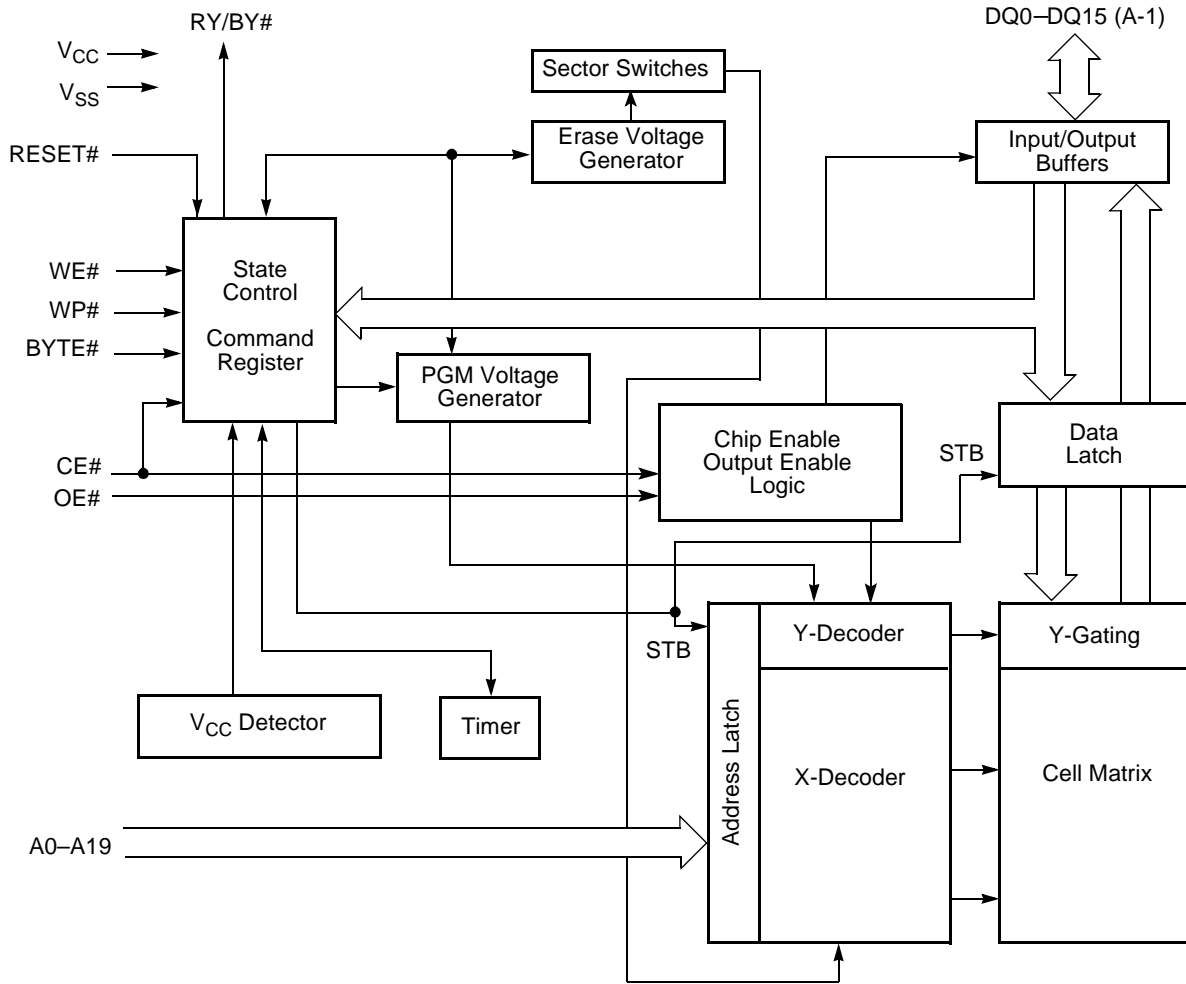 RY/BY#
DQ0–DQ15 (A-1)
VCC
VSS
Sector Switches
Erase Voltage
Generator
RESET#
Input/Output
Buffers
WE#
WP#
BYTE#
State
Control
Command
Register
PGM Voltage
Generator
CE#
OE#
Chip Enable
Output Enable
Logic
STB
Data
Latch
STB
Y-Decoder
Y-Gating
VCC Detector
Timer
Address Latch
X-Decoder
Cell Matrix
A0–A19